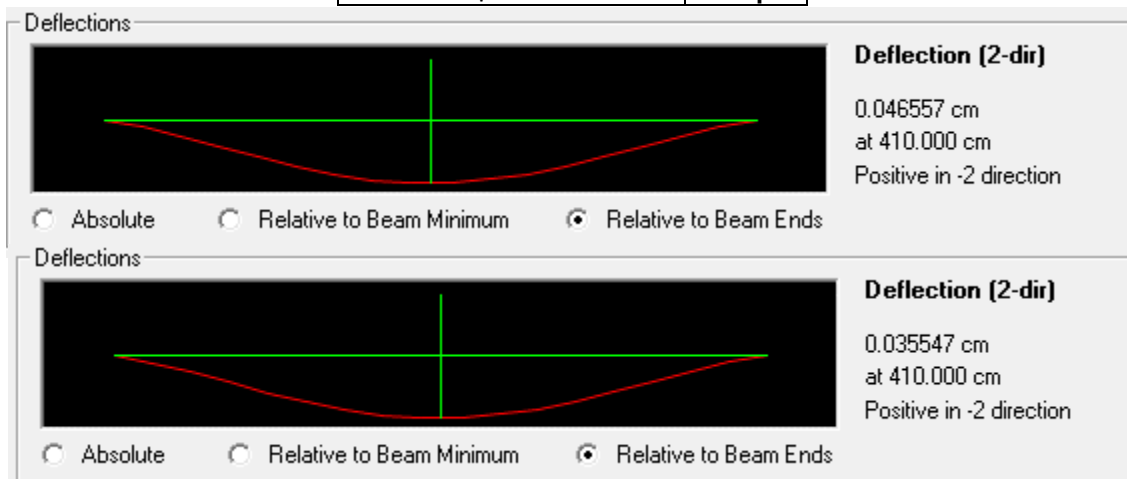 Deflections
Deflection (2-dir)
0.046557 cm
at 410.000 cm
Positive in -2 direction
Absolute Relative to Beam Minimum Relative to Beam Ends
Deflections
Deflection (2-dir)
0.035547 cm
at 410.000 cm
Positive in -2 direction
Absolute Relative to Beam Minimum Relative to Beam Ends